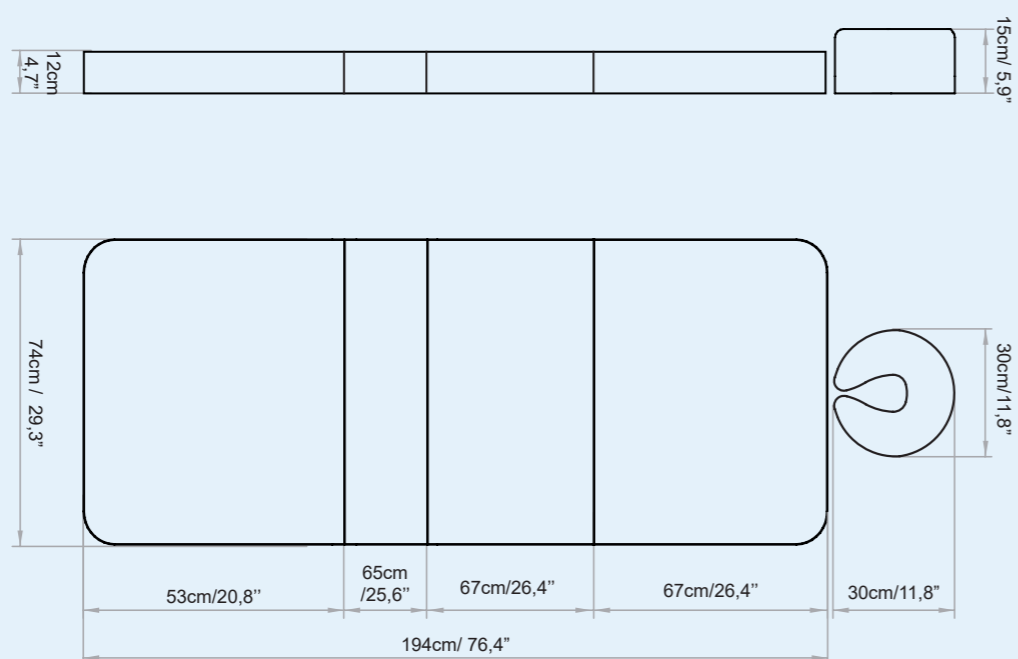 12cm
4,7”
15cm/ 5,9”
74cm / 29,3”
30cm/11,8”
53cm/20,8’’
65cm
/25,6’’
67cm/26,4’’
67cm/26,4’’
30cm/11,8”
194cm/ 76,4”